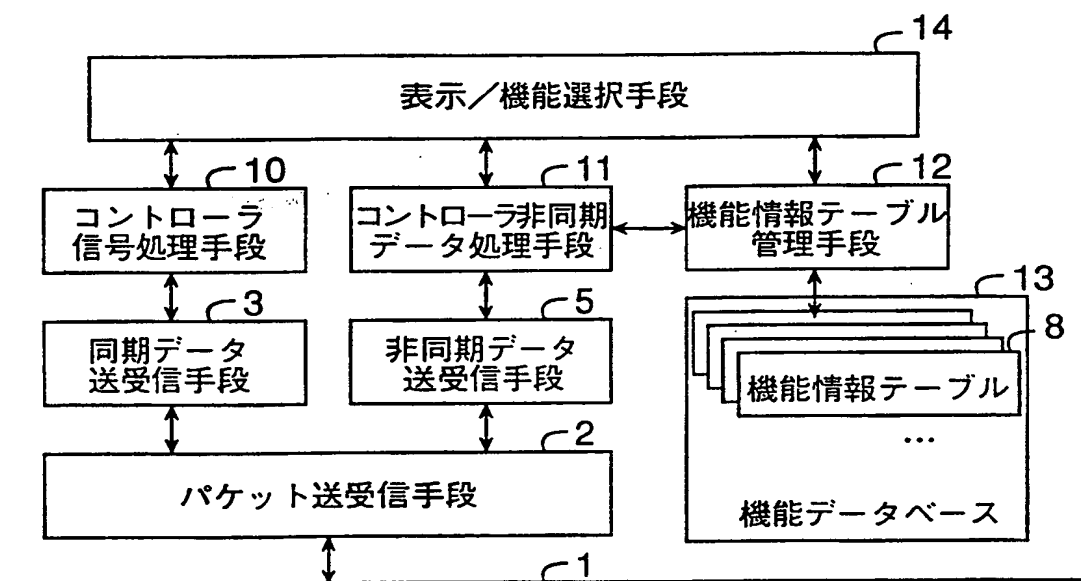 14
表示／機能選択手段
10
コントローラ
信号処理手段
11
コントローラ非同期
データ処理手段
12
機能情報テーブル
管理手段
3
同期データ
送受信手段
5
非同期データ
送受信手段
13
8
機能情報テーブル
…
機能データベース
2
パケット送受信手段
1